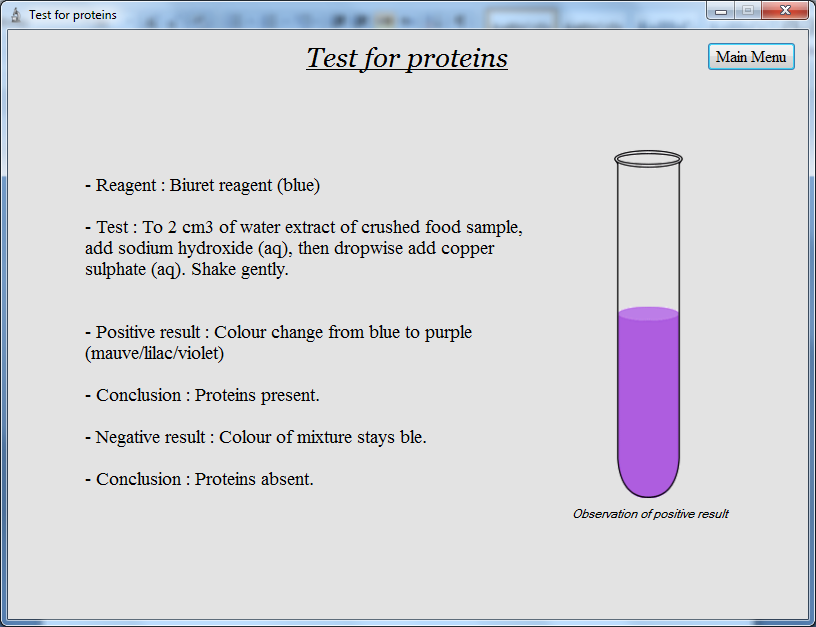 Test for proteins
Test for proteins
Main Menu
- Reagent : Biuret reagent (blue)
- Test : To 2 cm3 of water extract of crushed food sample,
add sodium hydroxide (aq), then dropwise add copper
sulphate (aq). Shake gently.
- Positive result : Colour change from blue to purple
(mauve/lilac/violet)
- Conclusion : Proteins present.
- Negative result : Colour of mixture stays ble.
- Conclusion : Proteins absent.
Observation of positive result